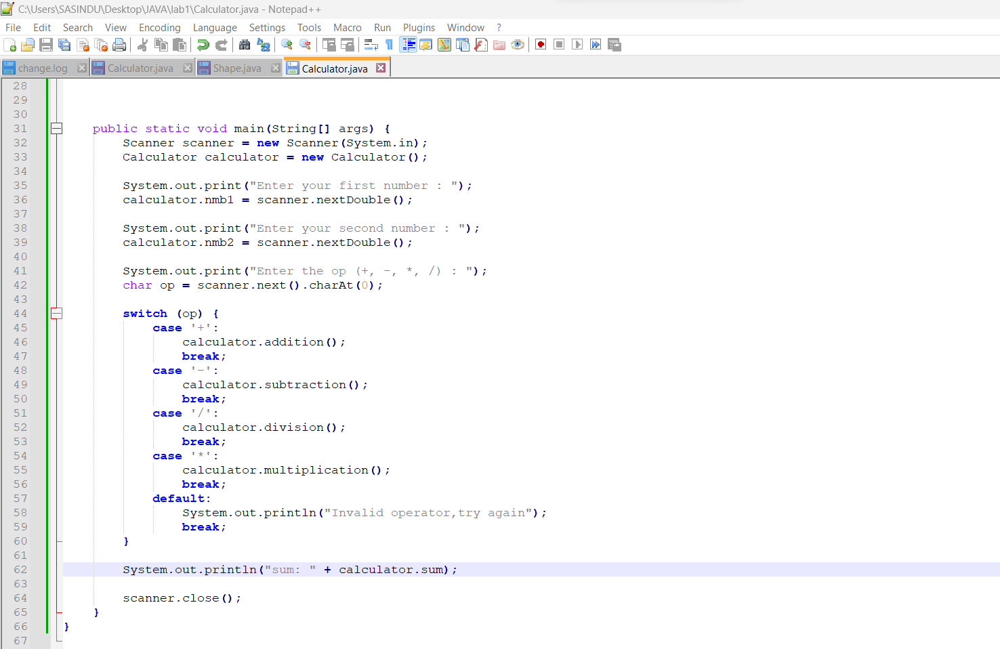 C:\Users\SASINDU\Desktop\JAVA\lab1\Calculator.java - Notepad++
File Edit Search View Encoding Language Settings Tools Macro Run Plugins Window ?
change.log Calculator.java Shape.java Calculator.java
28
29
30
31 public static void main(String[] args) {
32 Scanner scanner = new Scanner(System.in);
33 Calculator calculator = new Calculator();
34
35 System.out.print("Enter your first number : ");
36 calculator.nmb1 = scanner.nextDouble();
37
38 System.out.print("Enter your second number : ");
39 calculator.nmb2 = scanner.nextDouble();
40
41 System.out.print("Enter the op (+, -, *, /) : ");
42 char op = scanner.next().charAt(0);
43
44 switch (op) {
45 case '+':
46 calculator.addition();
47 break;
48 case '-':
49 calculator.subtraction();
50 break;
51 case '/':
52 calculator.division();
53 break;
54 case '*':
55 calculator.multiplication();
56 break;
57 default:
58 System.out.println("Invalid operator,try again");
59 break;
60 }
61
62 System.out.println("sum: " + calculator.sum);
63
64 scanner.close();
65 }
66 }
67